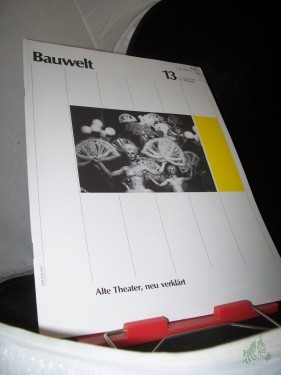 Bauwelt
13
Alte Theater, neu verklärt